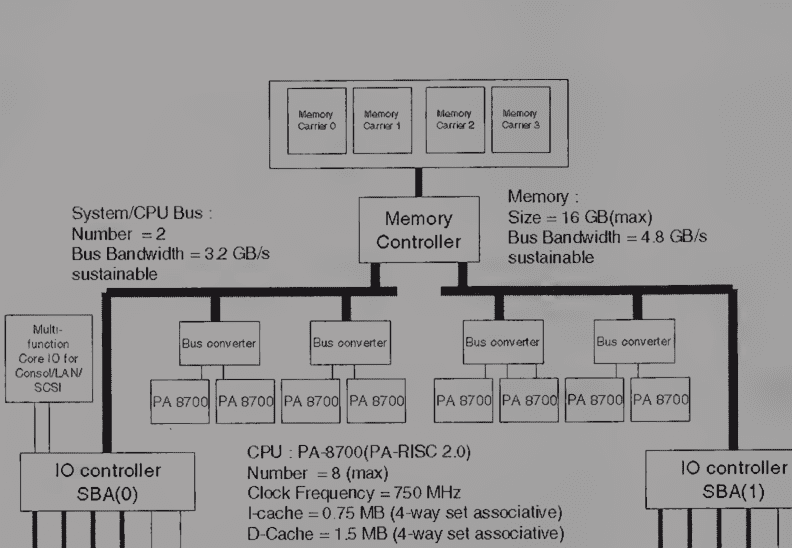 Memory
Carrier 0
Memory
Carrier 1
Memory
Carrier 2
Memory
Carrier 3
System/CPU Bus :
Number = 2
Bus Bandwidth = 3.2 GB/s
sustainable
Memory
Controller
Memory :
Size = 16 GB(max)
Bus Bandwidth = 4.8 GB/s
sustainable
Multi-
function
Core IO for
Consol/LAN/
SCSI
Bus converter
Bus converter
Bus converter
Bus converter
PA 8700
PA 8700
PA 8700
PA 8700
PA 8700
PA 8700
PA 8700
PA 8700
IO controller
SBA(0)
CPU : PA-8700(PA-RISC 2.0)
Number = 8 (max)
Clock Frequency = 750 MHz
I-cache = 0.75 MB (4-way set associative)
D-Cache = 1.5 MB (4-way set associative)
IO controller
SBA(1)